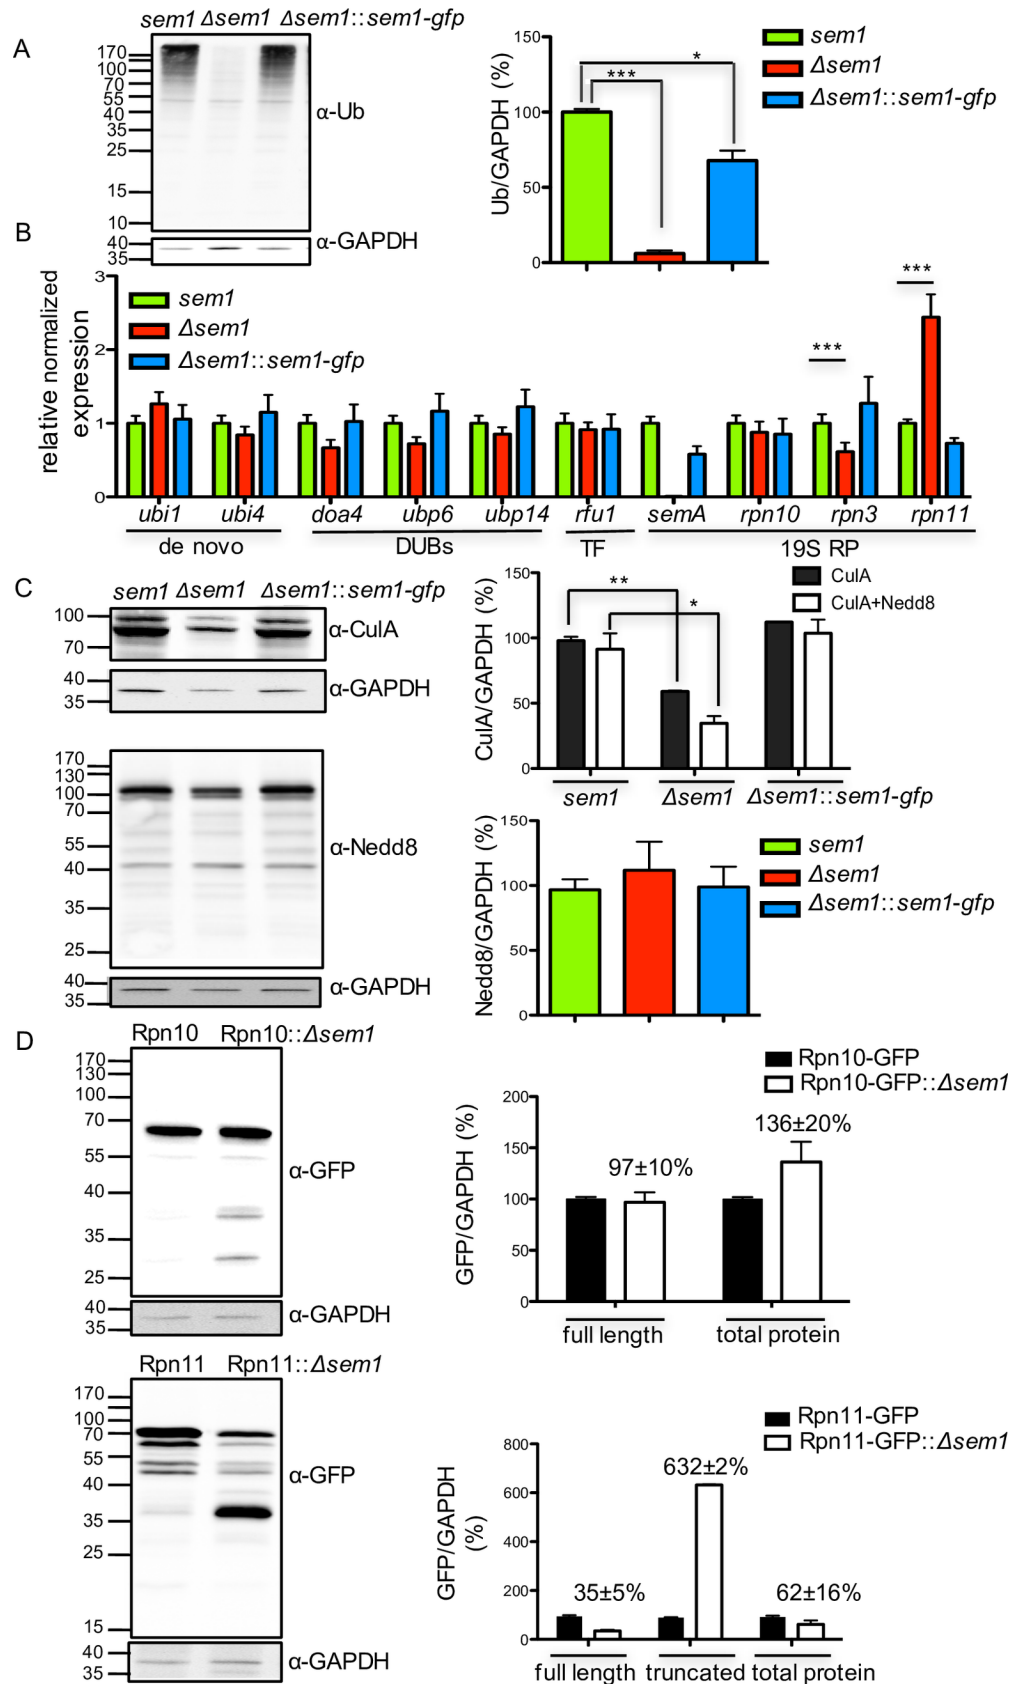 A
sem1 Δsem1 Δsem1::sem1-gfp
170
100
70
55
40
35
25
15
10
α-Ub
40
35
α-GAPDH
Ub/GAPDH (%)
150
100
50
0
***
*
sem1
Δsem1
Δsem1::sem1-gfp
B
relative normalized expression
3
2
1
0
sem1
Δsem1
Δsem1::sem1-gfp
***
***
ubi1 ubi4 doa4 ubp6 ubp14 rfu1 semA rpn10 rpn3 rpn11
de novo DUBs TF 19S RP
C
sem1 Δsem1 Δsem1::sem1-gfp
100
70
α-CulA
40
35
α-GAPDH
CulA/GAPDH (%)
150
100
50
0
**
*
CulA
CulA+Nedd8
sem1 Δsem1 Δsem1::sem1-gfp
170
130
100
70
55
40
35
25
α-Nedd8
40
35
α-GAPDH
Nedd8/GAPDH (%)
150
100
50
0
sem1
Δsem1
Δsem1::sem1-gfp
D
Rpn10 Rpn10::Δsem1
170
130
100
70
55
40
35
25
α-GFP
40
35
α-GAPDH
Rpn10-GFP
Rpn10-GFP::Δsem1
GFP/GAPDH (%)
200
150
100
50
0
97±10%
136±20%
full length total protein
Rpn11 Rpn11::Δsem1
170
100
70
55
40
35
25
15
α-GFP
40
35
α-GAPDH
Rpn11-GFP
Rpn11-GFP::Δsem1
GFP/GAPDH (%)
800
600
400
200
0
35±5%
632±2%
62±16%
full length truncated total protein